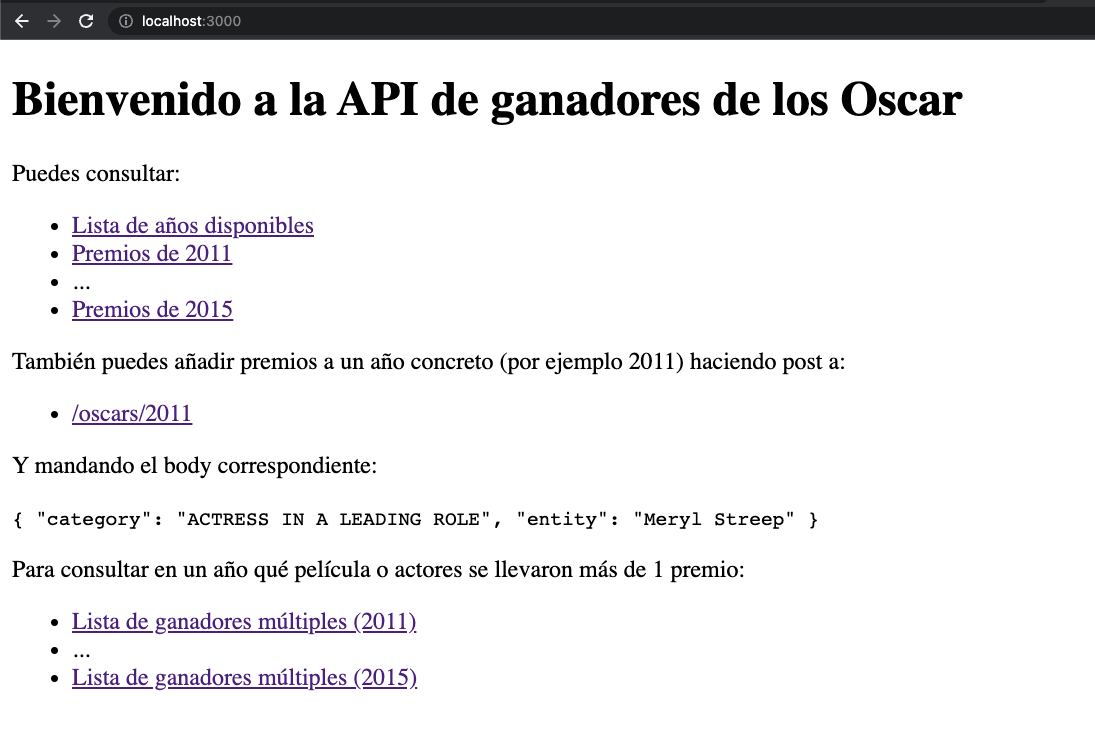 localhost:3000
Bienvenido a la API de ganadores de los Oscar
Puedes consultar:
Lista de años disponibles
Premios de 2011
...
Premios de 2015
También puedes añadir premios a un año concreto (por ejemplo 2011) haciendo post a:
/oscars/2011
Y mandando el body correspondiente:
{ "category": "ACTRESS IN A LEADING ROLE", "entity": "Meryl Streep" }
Para consultar en un año qué película o actores se llevaron más de 1 premio:
Lista de ganadores múltiples (2011)
...
Lista de ganadores múltiples (2015)